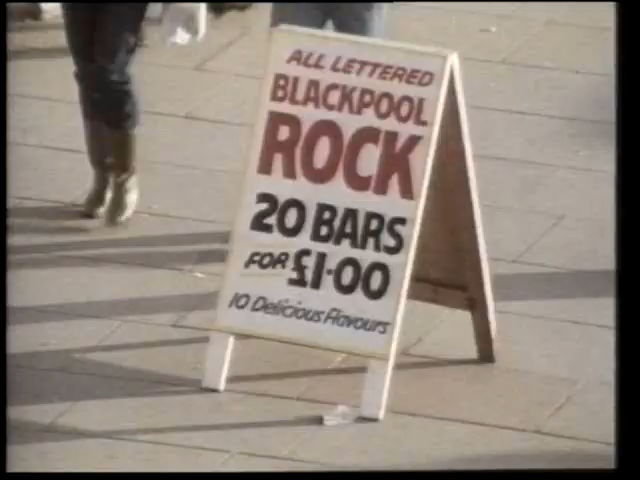 ALL LETTERED
BLACKPOOL
ROCK
20 BARS
FOR £1·00
10 Delicious Flavours